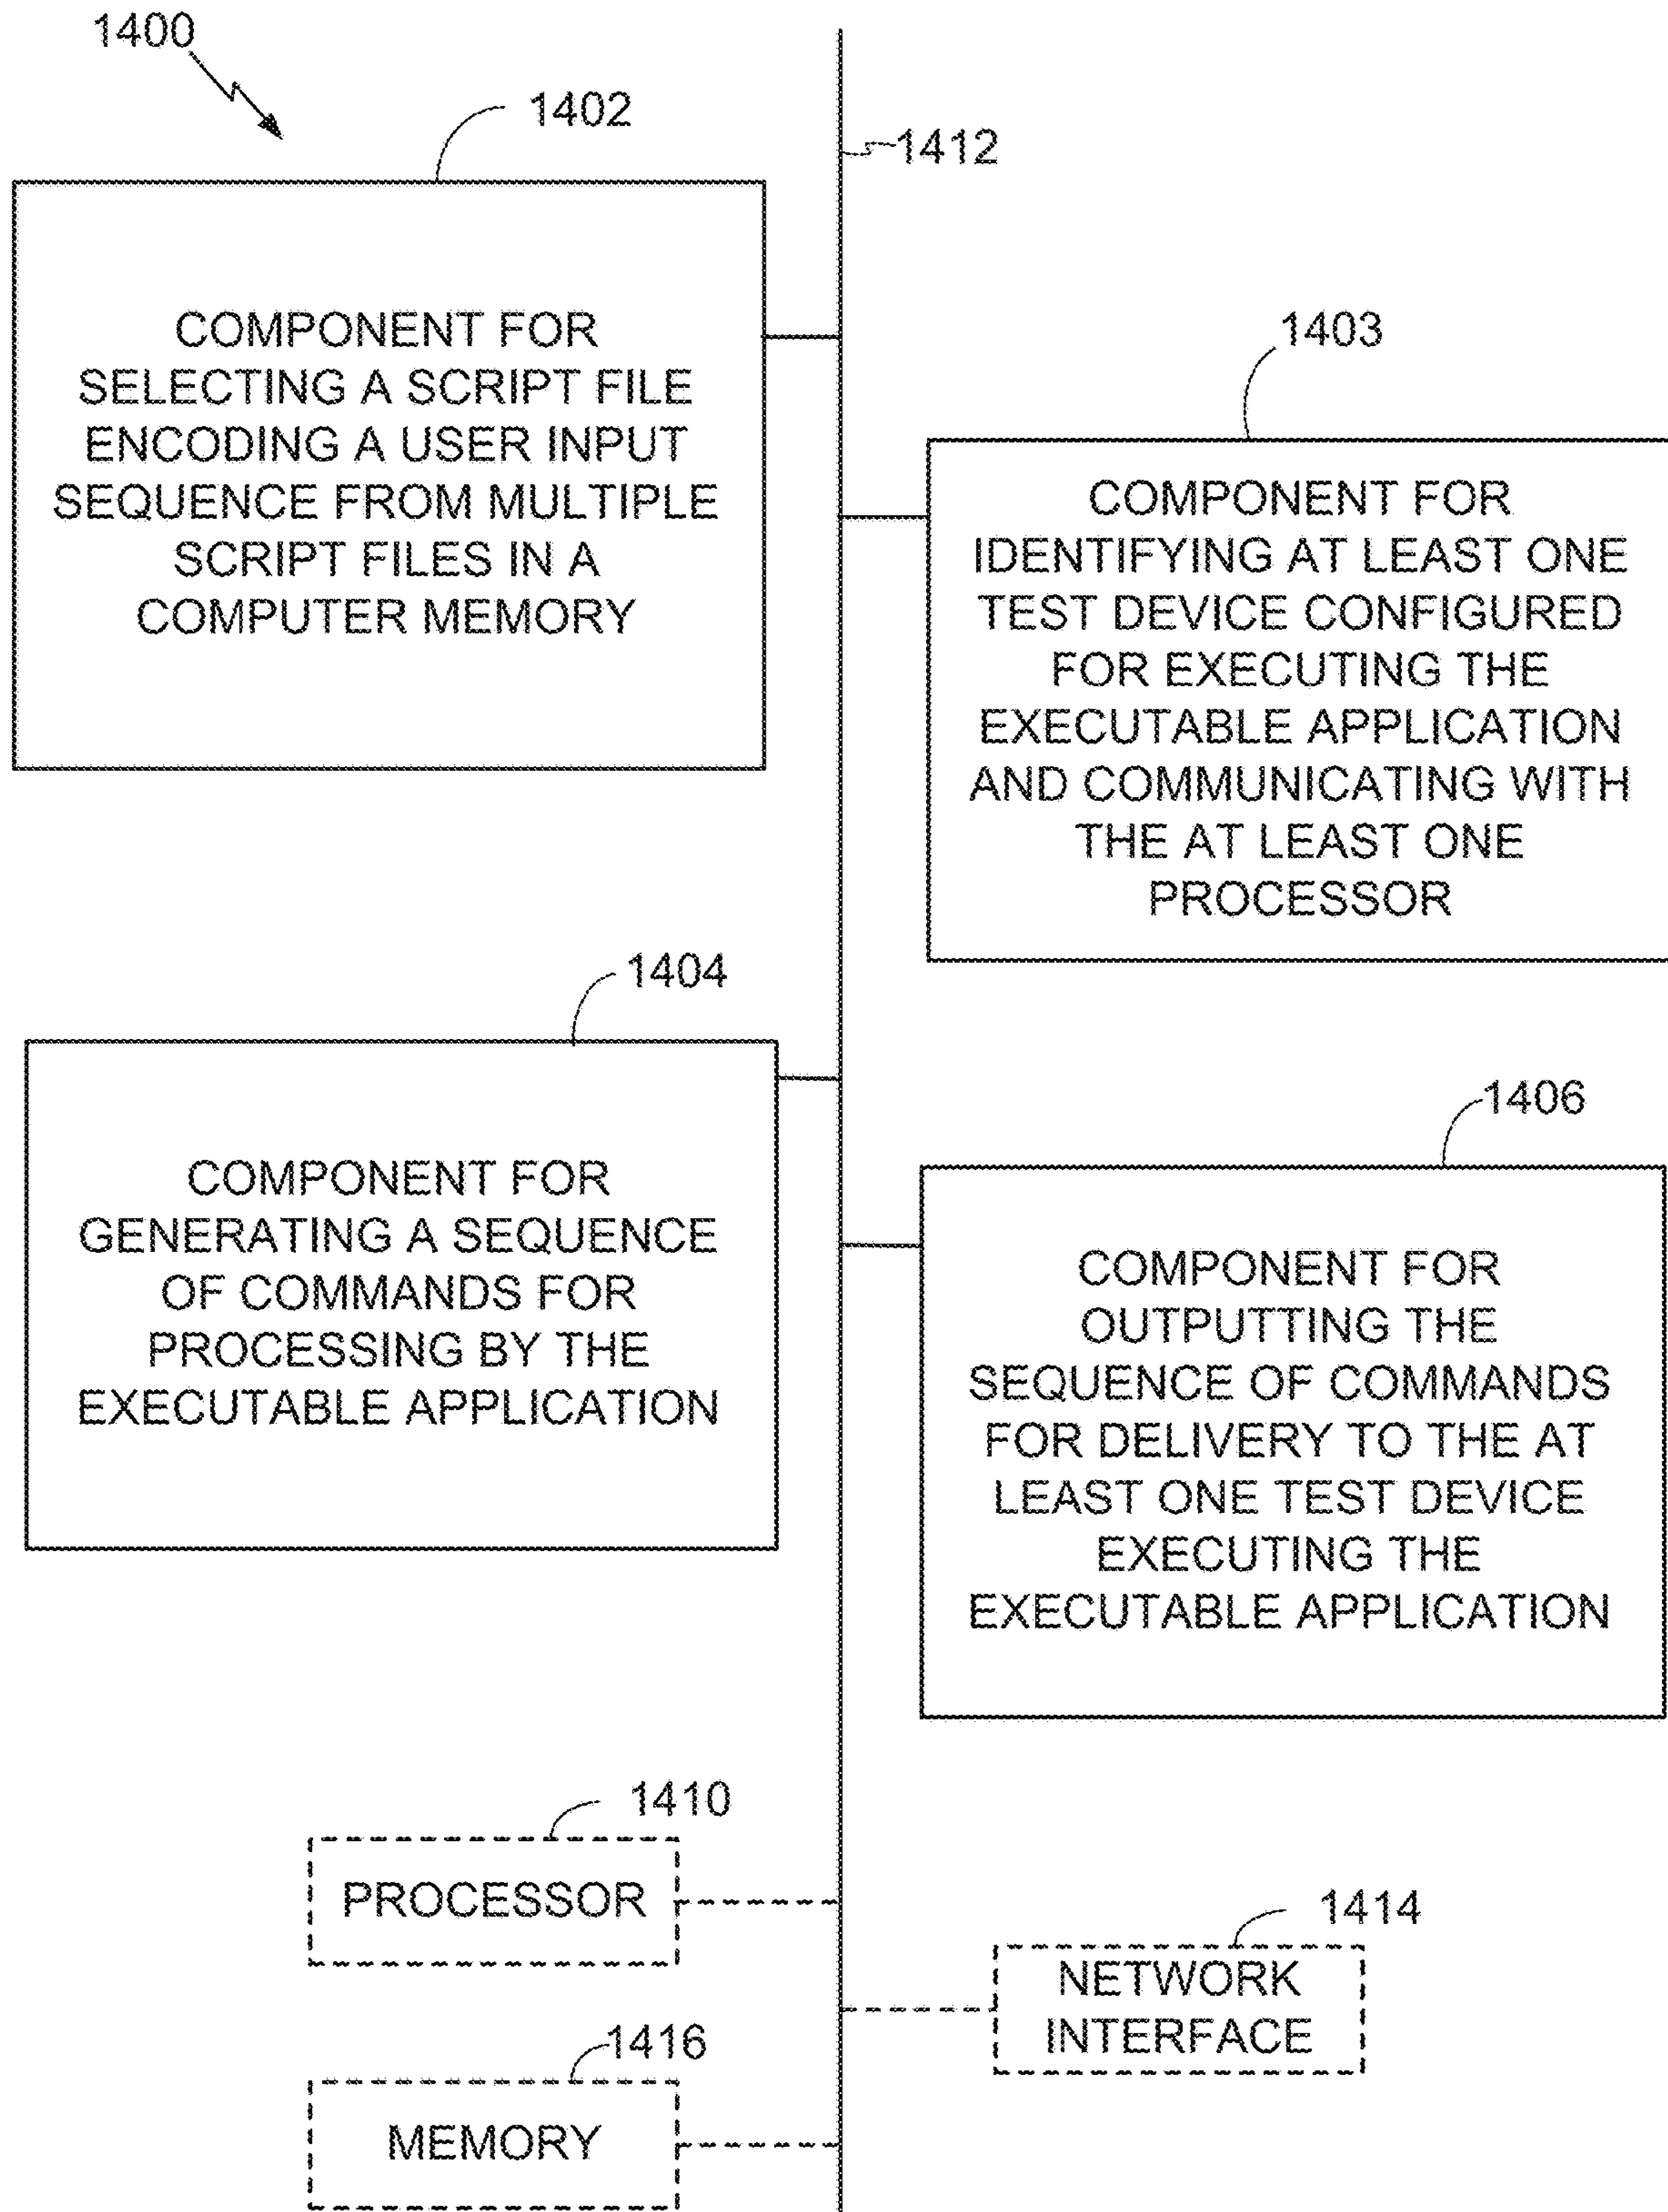 1400
1402
1412
COMPONENT FOR
SELECTING A SCRIPT FILE
ENCODING A USER INPUT
SEQUENCE FROM MULTIPLE
SCRIPT FILES IN A
COMPUTER MEMORY
1403
COMPONENT FOR
IDENTIFYING AT LEAST ONE
TEST DEVICE CONFIGURED
FOR EXECUTING THE
EXECUTABLE APPLICATION
AND COMMUNICATING WITH
THE AT LEAST ONE
PROCESSOR
1404
COMPONENT FOR
GENERATING A SEQUENCE
OF COMMANDS FOR
PROCESSING BY THE
EXECUTABLE APPLICATION
1406
COMPONENT FOR
OUTPUTTING THE
SEQUENCE OF COMMANDS
FOR DELIVERY TO THE AT
LEAST ONE TEST DEVICE
EXECUTING THE
EXECUTABLE APPLICATION
1410
PROCESSOR
1414
NETWORK
INTERFACE
1416
MEMORY